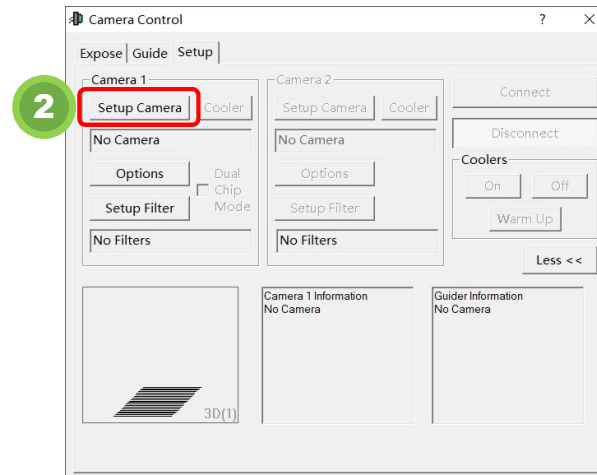 Camera Control ? ×
Expose Guide Setup
2
Camera 1
Setup Camera Cooler
No Camera
Options
Dual
Chip
Mode
Setup Filter
No Filters
Camera 2
Setup Camera Cooler
No Camera
Options
Setup Filter
No Filters
Connect
Disconnect
Coolers
On Off
Warm Up
Less <<
3D(1)
Camera 1 Information
No Camera
Guider Information
No Camera